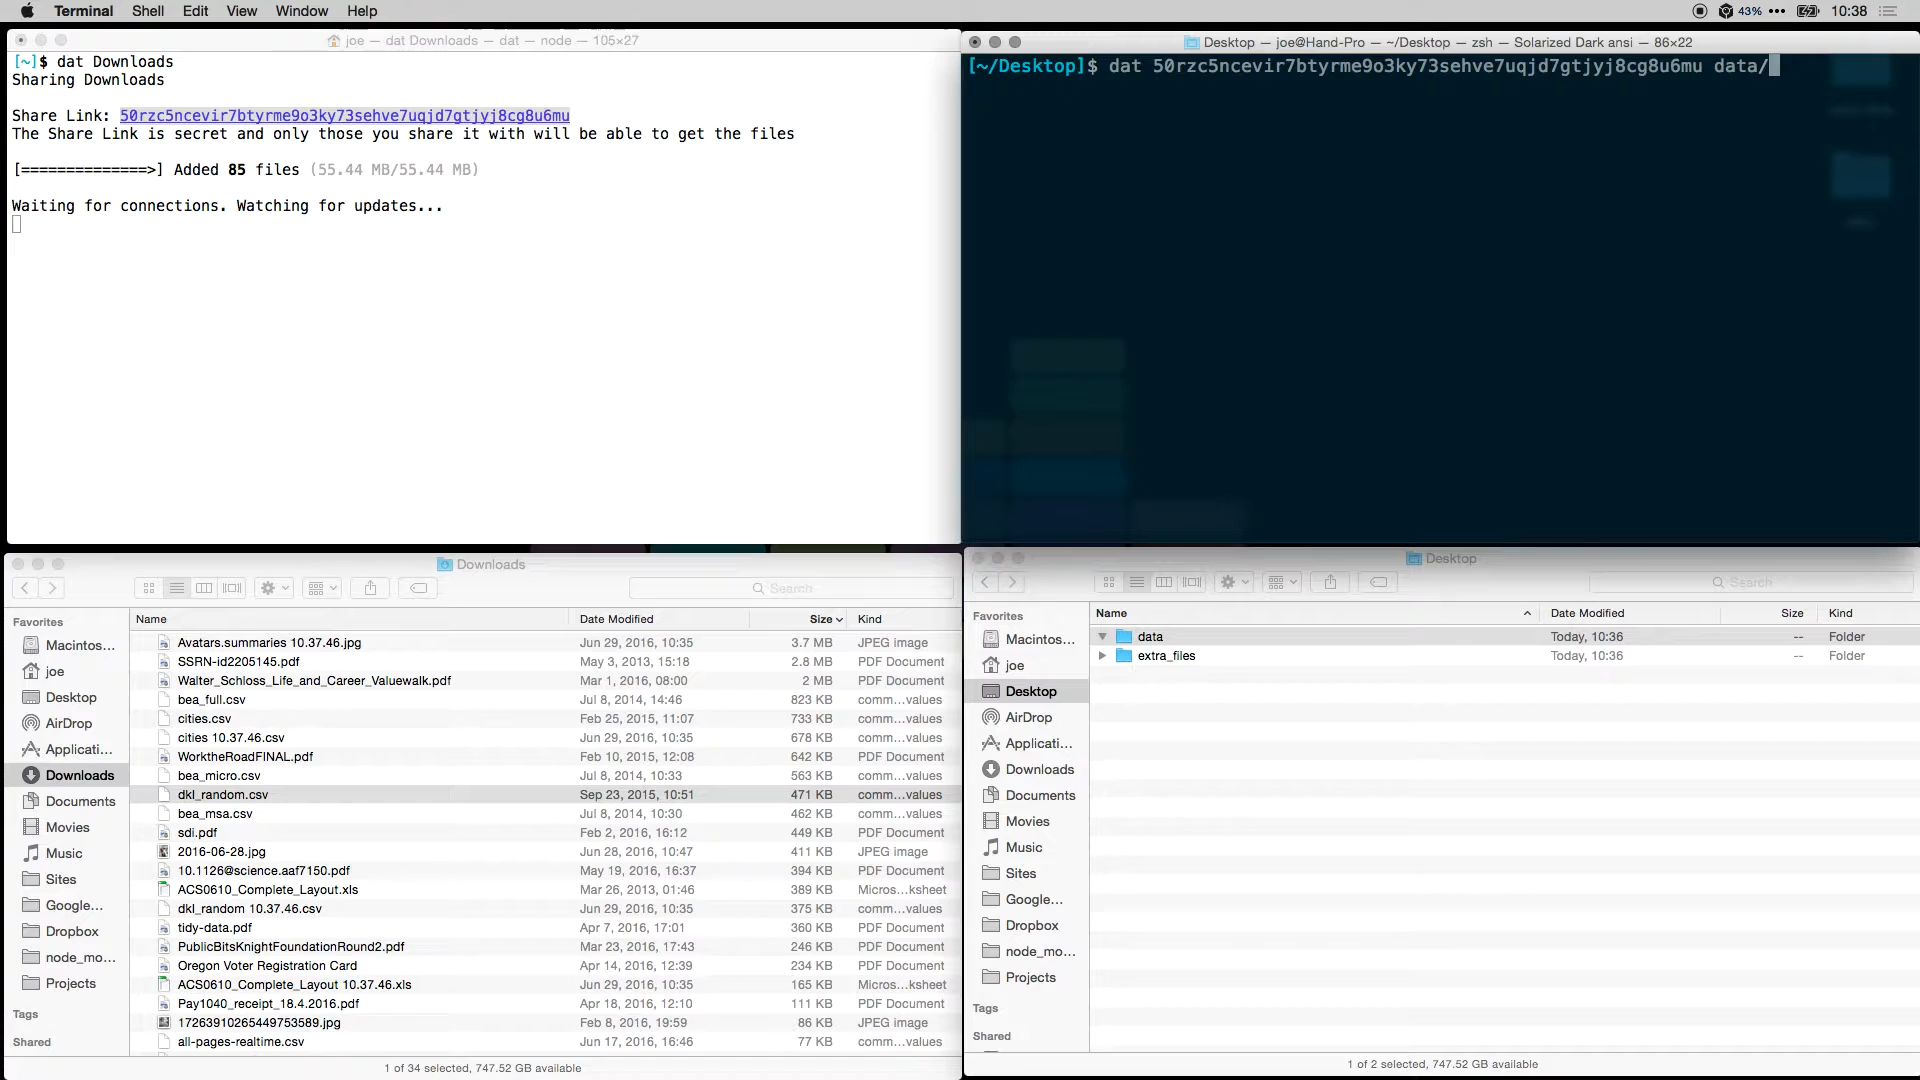 Terminal Shell Edit View Window Help 43% 10:38
joe — dat Downloads — dat — node — 105×27
[~]$ dat Downloads
Sharing Downloads
Share Link: 50rzc5ncevir7btyrme9o3ky73sehve7uqjd7gtjyj8cg8u6mu
The Share Link is secret and only those you share it with will be able to get the files
[==============>] Added 85 files (55.44 MB/55.44 MB)
Waiting for connections. Watching for updates...
Desktop — joe@Hand-Pro — ~/Desktop — zsh — Solarized Dark ansi — 86×22
[~/Desktop]$ dat 50rzc5ncevir7btyrme9o3ky73sehve7uqjd7gtjyj8cg8u6mu data/
Downloads
Search
Favorites
Macintos...
joe
Desktop
AirDrop
Applicati...
Downloads
Documents
Movies
Music
Sites
Google...
Dropbox
node_mo...
Projects
Tags
Shared
Name Date Modified Size Kind
Avatars.summaries 10.37.46.jpg Jun 29, 2016, 10:35 3.7 MB JPEG image
SSRN-id2205145.pdf May 3, 2013, 15:18 2.8 MB PDF Document
Walter_Schloss_Life_and_Career_Valuewalk.pdf Mar 1, 2016, 08:00 2 MB PDF Document
bea_full.csv Jul 8, 2014, 14:46 823 KB comm...values
cities.csv Feb 25, 2015, 11:07 733 KB comm...values
cities 10.37.46.csv Jun 29, 2016, 10:35 678 KB comm...values
WorktheRoadFINAL.pdf Feb 10, 2015, 12:08 642 KB PDF Document
bea_micro.csv Jul 8, 2014, 10:33 563 KB comm...values
dkl_random.csv Sep 23, 2015, 10:51 471 KB comm...values
bea_msa.csv Jul 8, 2014, 10:30 462 KB comm...values
sdi.pdf Feb 2, 2016, 16:12 449 KB PDF Document
2016-06-28.jpg Jun 28, 2016, 10:47 411 KB JPEG image
10.1126@science.aaf7150.pdf May 19, 2016, 16:37 394 KB PDF Document
ACS0610_Complete_Layout.xls Mar 26, 2013, 01:46 389 KB Micros...ksheet
dkl_random 10.37.46.csv Jun 29, 2016, 10:35 375 KB comm...values
tidy-data.pdf Apr 7, 2016, 17:01 360 KB PDF Document
PublicBitsKnightFoundationRound2.pdf Mar 23, 2016, 17:43 246 KB PDF Document
Oregon Voter Registration Card Apr 14, 2016, 12:39 234 KB PDF Document
ACS0610_Complete_Layout 10.37.46.xls Jun 29, 2016, 10:35 165 KB Micros...ksheet
Pay1040_receipt_18.4.2016.pdf Apr 18, 2016, 12:10 111 KB PDF Document
17263910265449753589.jpg Feb 8, 2016, 19:59 86 KB JPEG image
all-pages-realtime.csv Jun 17, 2016, 16:46 77 KB comm...values
1 of 34 selected, 747.52 GB available
Desktop
Search
Favorites
Macintos...
joe
Desktop
AirDrop
Applicati...
Downloads
Documents
Movies
Music
Sites
Google...
Dropbox
node_mo...
Projects
Tags
Shared
Name Date Modified Size Kind
data Today, 10:36 -- Folder
extra_files Today, 10:36 -- Folder
1 of 2 selected, 747.52 GB available